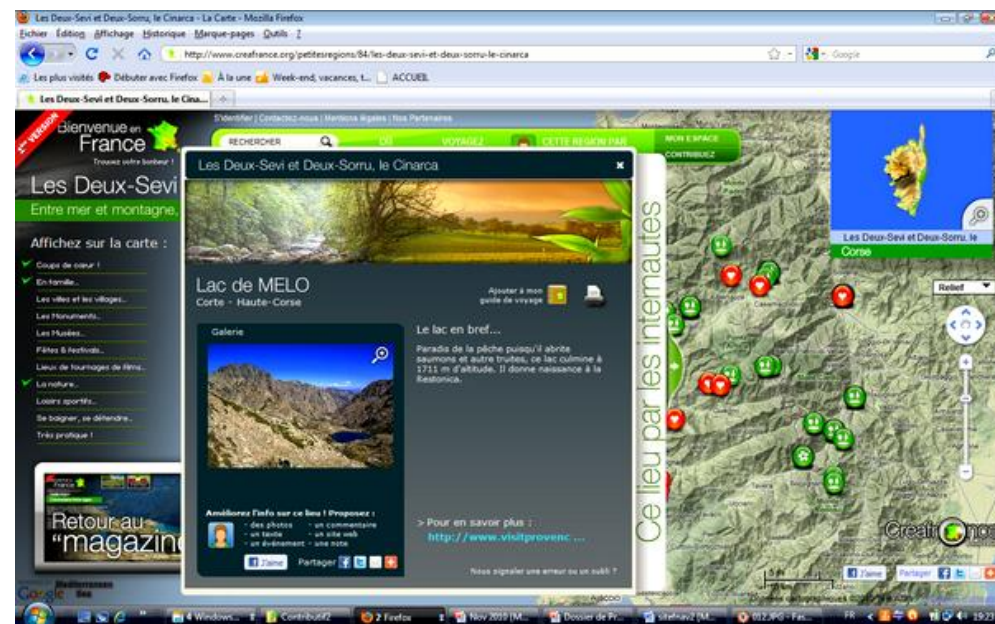 Les Deux-Sevi et Deux-Sorru, le Cinarca - La Carte - Mozilla Firefox
Fichier Édition Affichage Historique Marque-pages Outils ?
http://www.creafrance.org/petitesregions/84/les-deux-sevi-et-deux-sorru-le-cinarca
Google
Les plus visités Débuter avec Firefox À la une Week-end, vacances, t... ACCUEIL
Les Deux-Sevi et Deux-Sorru, le Cina...
S'identifier | Contactez-nous | Mentions légales | Nos Partenaires
VERSION
Bienvenue en
France
Trouvez votre bonheur !
RECHERCHER
OÙ
VOYAGEZ
CETTE REGION PAR
MON ESPACE
CONTRIBUEZ
Les Deux-Sevi
Entre mer et montagne,
Affichez sur la carte :
Coups de cœur !
En famille...
Les villes et les villages...
Les Monuments...
Les Musées...
Fêtes & festivals...
Lieux de tournages de films...
La nature...
Loisirs sportifs...
Se baigner, se détendre...
Très pratique !
Retour au
"magazin
Les Deux-Sevi et Deux-Sorru, le Cinarca
Lac de MELO
Corte - Haute-Corse
Ajouter à mon
guide de voyage
Galerie
Le lac en bref...
Paradis de la pêche puisqu'il abrite
saumons et autre truites, ce lac culmine à
1711 m d'altitude. Il donne naissance à la
Restonica.
Améliorez l'info sur ce lieu ! Proposez :
- des photos - un commentaire
- un texte - un site web
- un événement - une note
J'aime Partager
> Pour en savoir plus :
http://www.visitprovenc ...
Nous signaler une erreur ou un oubli ?
Ce lieu par les internautes
Les Deux-Sevi et Deux-Sorru, le
Corse
Relief
J'aime Partager
Google
Mediterranean
Sea
Ajaccio
4 Windows... Contributif2 2 Firefox Nov 2010 [M... Dossier de Pr... sitefnav2 [M... 012.JPG - Fas... FR 19:23